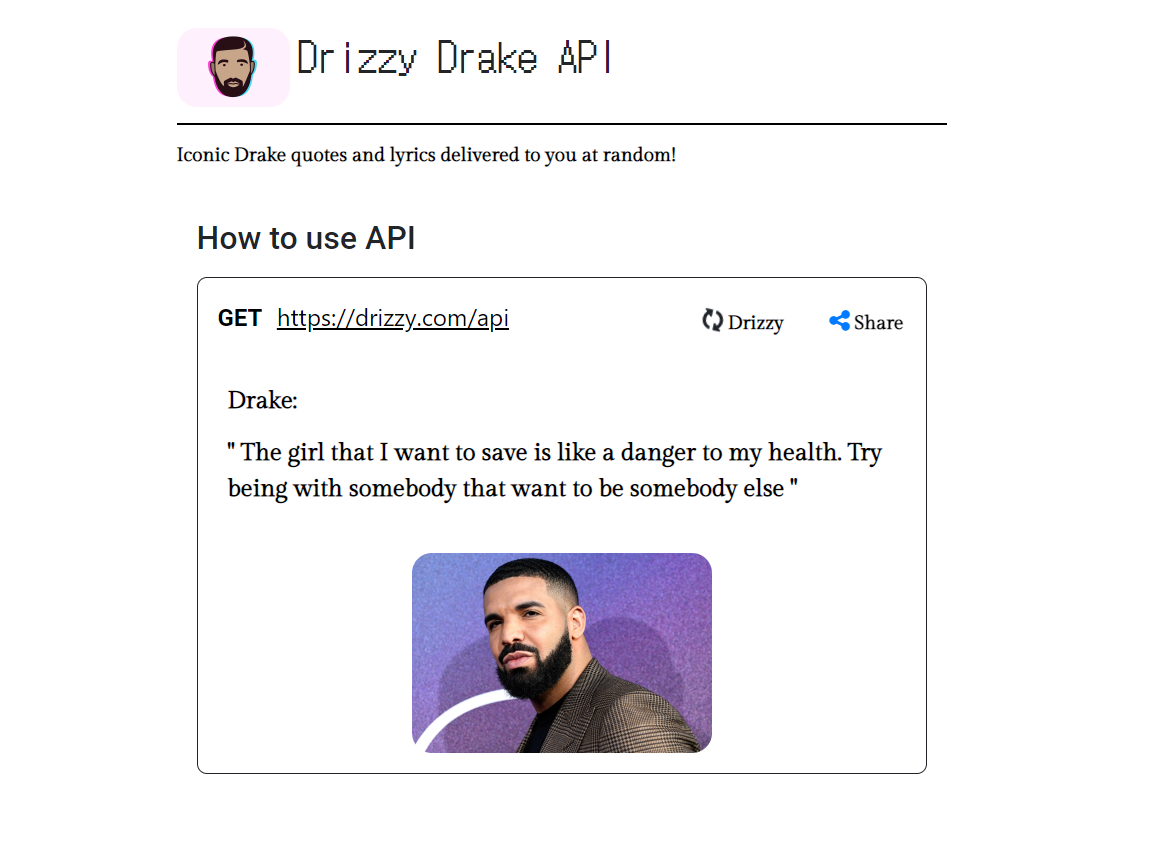 Drizzy Drake API
Iconic Drake quotes and lyrics delivered to you at random!
How to use API
GET https://drizzy.com/api
Drizzy
Share
Drake:
" The girl that I want to save is like a danger to my health. Try
being with somebody that want to be somebody else "